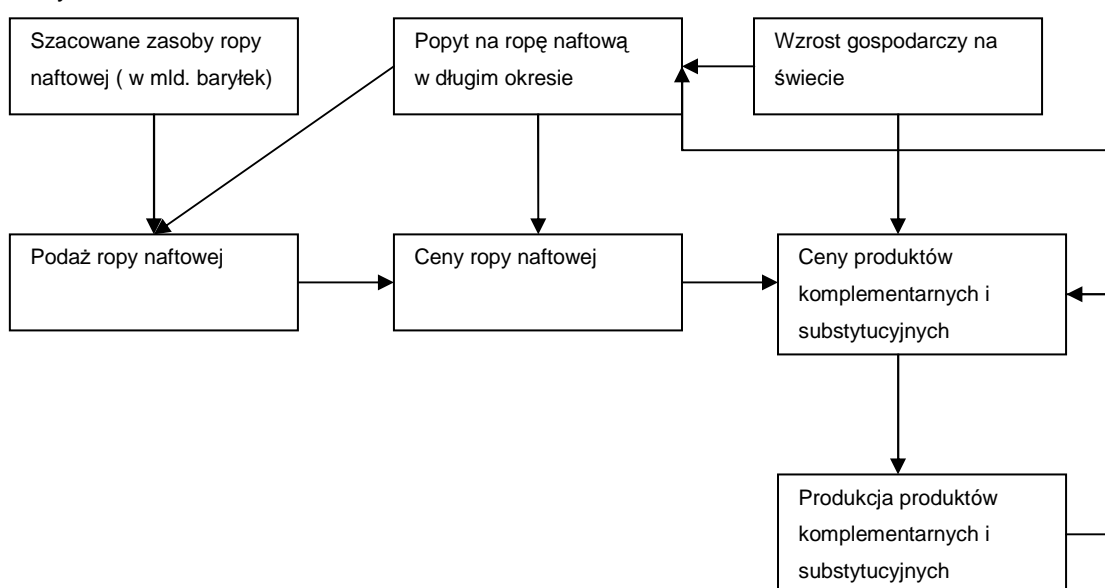 Szacowane zasoby ropy
naftowej ( w mld. baryłek)
Popyt na ropę naftową
w długim okresie
Wzrost gospodarczy na
świecie
Podaż ropy naftowej
Ceny ropy naftowej
Ceny produktów
komplementarnych i
substytucyjnych
Produkcja produktów
komplementarnych i
substytucyjnych